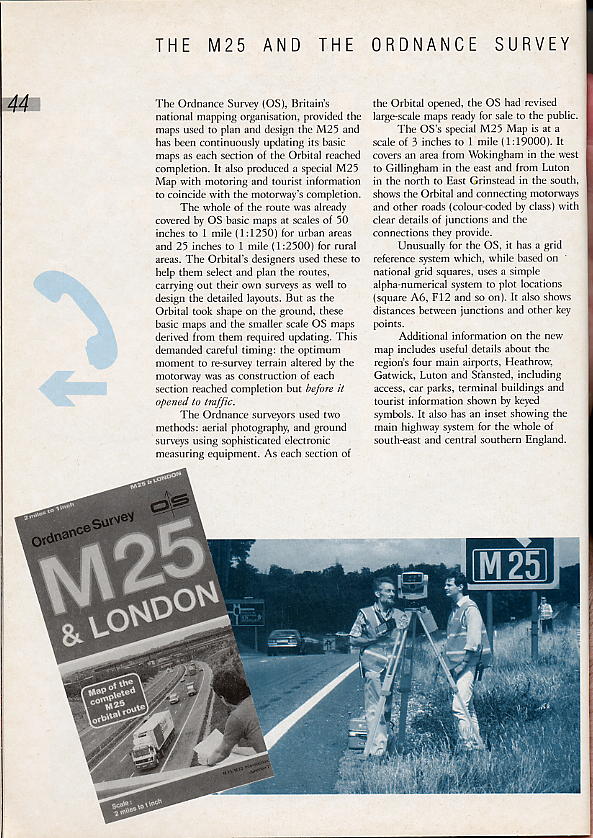 THE M25 AND THE ORDNANCE SURVEY
44
The Ordnance Survey (OS), Britain's
national mapping organisation, provided the
maps used to plan and design the M25 and
has been continuously updating its basic
maps as each section of the Orbital reached
completion. It also produced a special M25
Map with motoring and tourist information
to coincide with the motorway's completion.
The whole of the route was already
covered by OS basic maps at scales of 50
inches to 1 mile (1:1250) for urban areas
and 25 inches to 1 mile (1:2500) for rural
areas. The Orbital's designers used these to
help them select and plan the routes,
carrying out their own surveys as well to
design the detailed layouts. But as the
Orbital took shape on the ground, these
basic maps and the smaller scale OS maps
derived from them required updating. This
demanded careful timing: the optimum
moment to re-survey terrain altered by the
motorway was as construction of each
section reached completion but before it
opened to traffic.
The Ordnance surveyors used two
methods: aerial photography, and ground
surveys using sophisticated electronic
measuring equipment. As each section of
the Orbital opened, the OS had revised
large-scale maps ready for sale to the public.
The OS's special M25 Map is at a
scale of 3 inches to 1 mile (1:19000). It
covers an area from Wokingham in the west
to Gillingham in the east and from Luton
in the north to East Grinstead in the south,
shows the Orbital and connecting motorways
and other roads (colour-coded by class) with
clear details of junctions and the
connections they provide.
Unusually for the OS, it has a grid
reference system which, while based on
national grid squares, uses a simple
alpha-numerical system to plot locations
(square A6, F12 and so on). It also shows
distances between junctions and other key
points.
Additional information on the new
map includes useful details about the
region's four main airports, Heathrow,
Gatwick, Luton and Stansted, including
access, car parks, terminal buildings and
tourist information shown by keyed
symbols. It also has an inset showing the
main highway system for the whole of
south-east and central southern England.
2 miles to 1 inch
M25 & LONDON
Ordnance Survey
OS
M25
& LONDON
Map of the
completed
M25
orbital route
Scale:
2 miles to 1 inch
M25